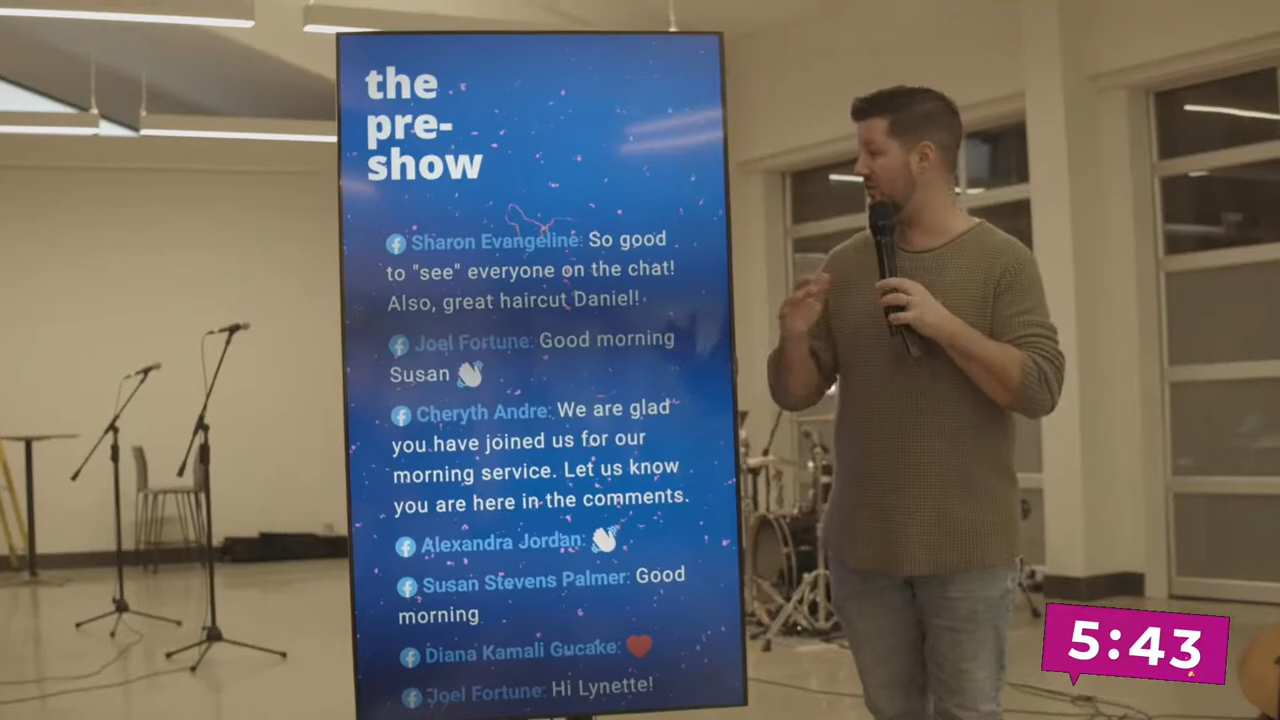 the
pre-
show
Sharon Evangeline: So good
to "see" everyone on the chat!
Also, great haircut Daniel!
Joel Fortune: Good morning
Susan 👋
Cheryth Andre: We are glad
you have joined us for our
morning service. Let us know
you are here in the comments.
Alexandra Jordan: 👋
Susan Stevens Palmer: Good
morning
Diana Kamali Gucake: ❤️
Joel Fortune: Hi Lynette!
5:43